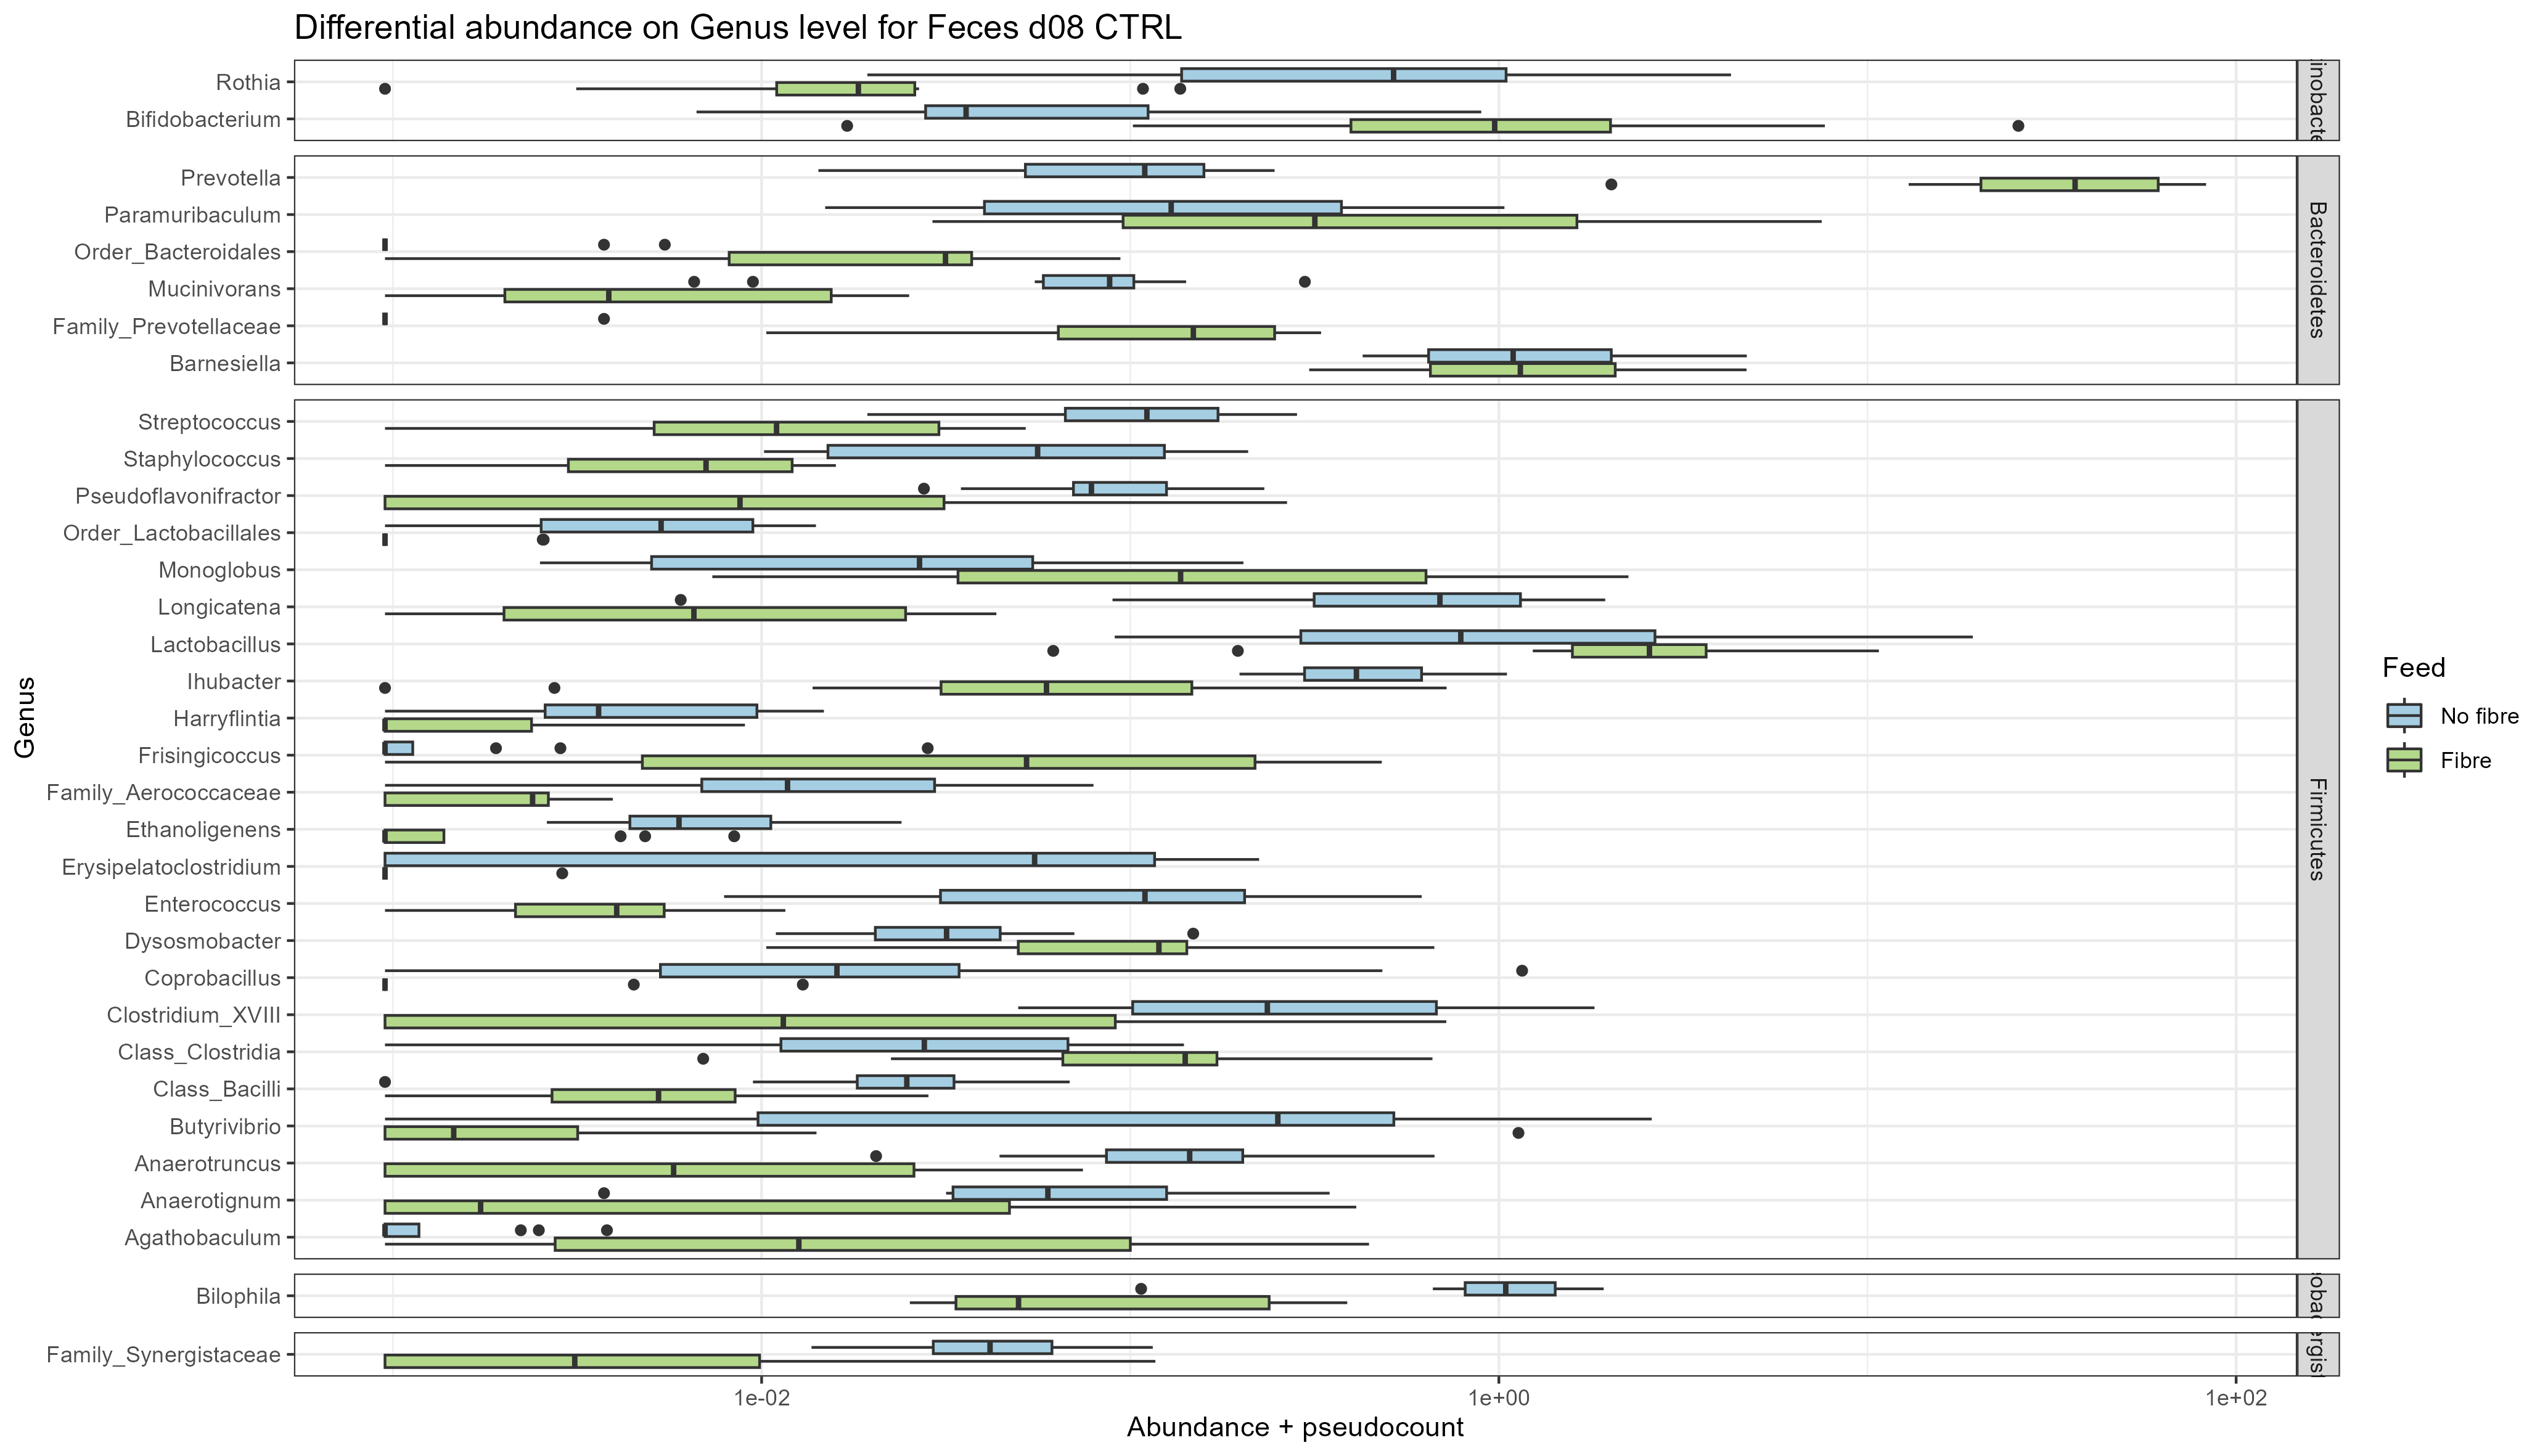 Differential abundance on Genus level for Feces d08 CTRL
Rothia
Bifidobacterium
inobacte
Prevotella
Paramuribaculum
Order_Bacteroidales
Mucinivorans
Family_Prevotellaceae
Barnesiella
Bacteroidetes
Streptococcus
Staphylococcus
Pseudoflavonifractor
Order_Lactobacillales
Monoglobus
Longicatena
Lactobacillus
Ihubacter
Harryflintia
Frisingicoccus
Family_Aerococcaceae
Ethanoligenens
Erysipelatoclostridium
Enterococcus
Dysosmobacter
Coprobacillus
Clostridium_XVIII
Class_Clostridia
Class_Bacilli
Butyrivibrio
Anaerotruncus
Anaerotignum
Agathobaculum
Firmicutes
Bilophila
Family_Synergistaceae
1e-02
1e+00
1e+02
Abundance + pseudocount
Genus
Feed
No fibre
Fibre